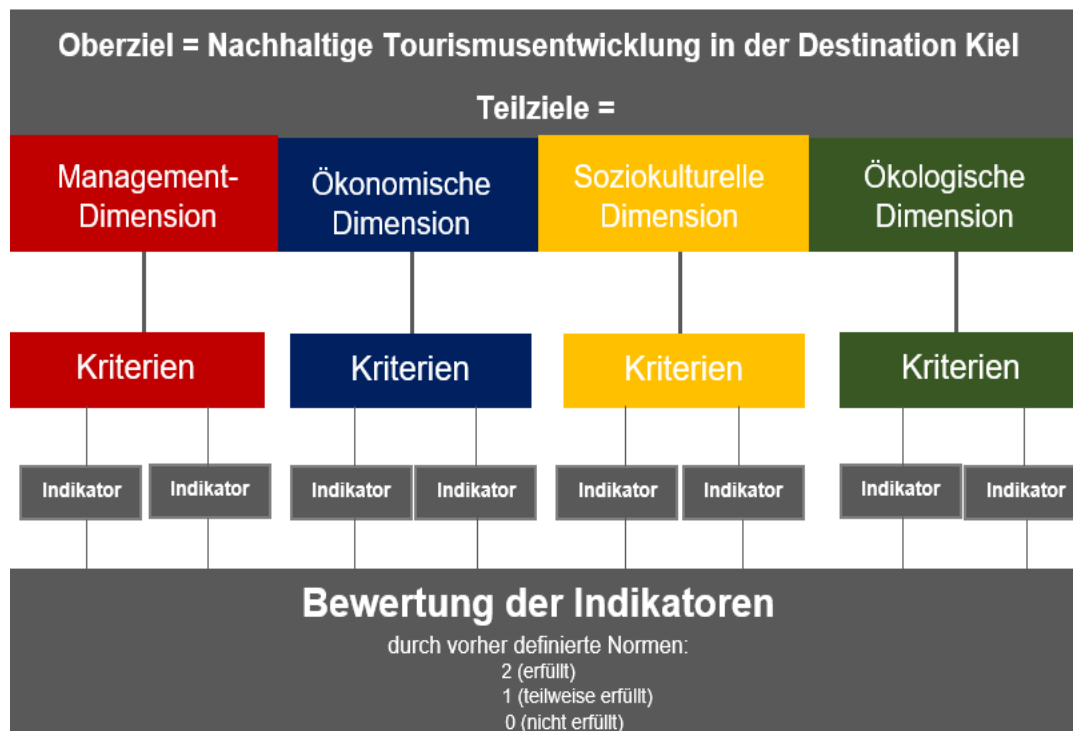 Oberziel = Nachhaltige Tourismusentwicklung in der Destination Kiel
Teilziele =
Management-
Dimension
Ökonomische
Dimension
Soziokulturelle
Dimension
Ökologische
Dimension
Kriterien
Kriterien
Kriterien
Kriterien
Indikator
Indikator
Indikator
Indikator
Indikator
Indikator
Indikator
Indikator
Bewertung der Indikatoren
durch vorher definierte Normen:
2 (erfüllt)
1 (teilweise erfüllt)
0 (nicht erfüllt)